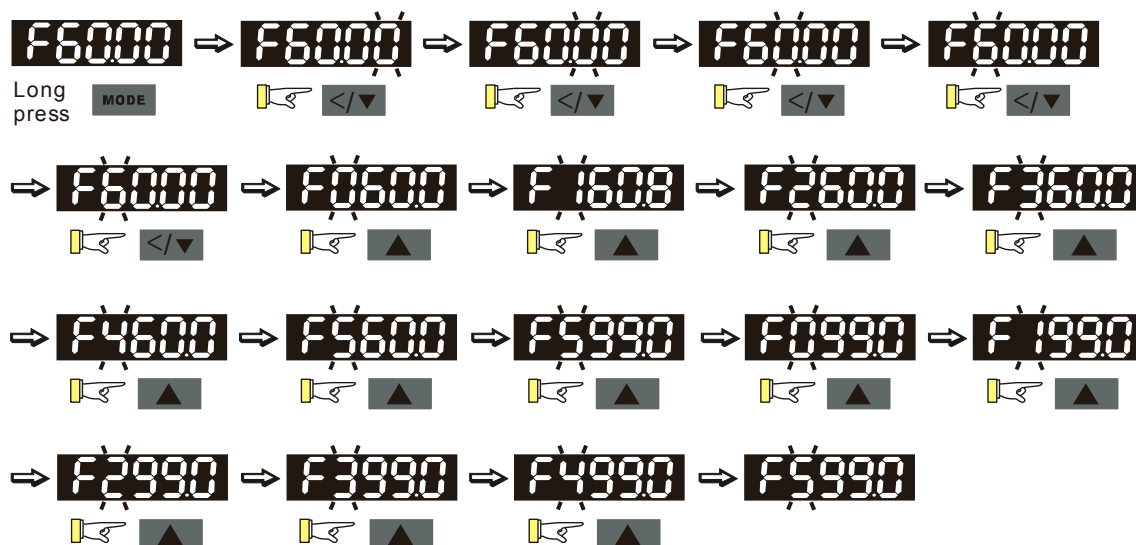 F60.00 F60.00 F60.00 F60.00 F60.00
Long
press MODE </▼ </▼ </▼ </▼
F60.00 F060.0 F160.8 F260.0 F360.0
</▼ ▲ ▲ ▲ ▲
F460.0 F560.0 F599.0 F099.0 F199.0
▲ ▲ ▲ ▲ ▲
F299.0 F399.0 F499.0 F599.0
▲ ▲ ▲